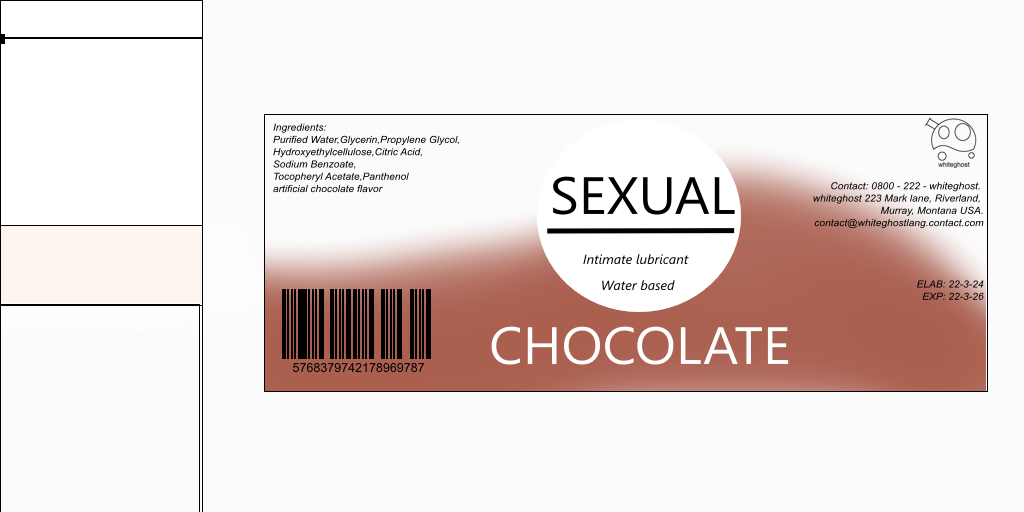 Ingredients:
Purified Water,Glycerin,Propylene Glycol,
Hydroxyethylcellulose,Citric Acid,
Sodium Benzoate,
Tocopheryl Acetate,Panthenol
artificial chocolate flavor
5768379742178969787
SEXUAL
Intimate lubricant
Water based
CHOCOLATE
whiteghost
Contact: 0800 - 222 - whiteghost.
whiteghost 223 Mark lane, Riverland,
Murray, Montana USA.
contact@whiteghostlang.contact.com
ELAB: 22-3-24
EXP: 22-3-26